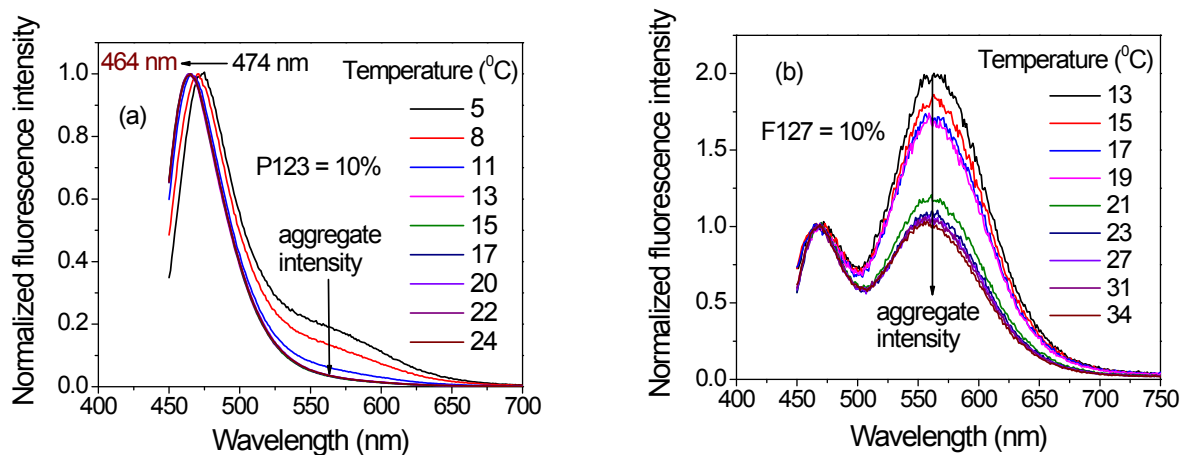 464 nm
474 nm
Temperature (⁰C)
(a)
5
8
11
13
15
17
20
22
24
P123 = 10%
aggregate
intensity
1.0
0.8
0.6
0.4
0.2
0.0
Normalized fluorescence intensity
400 450 500 550 600 650 700
Wavelength (nm)
(b)
Temperature (⁰C)
13
15
17
19
21
23
27
31
34
F127 = 10%
aggregate
intensity
2.0
1.5
1.0
0.5
0.0
Normalized fluorescence intensity
400 450 500 550 600 650 700 750
Wavelength (nm)